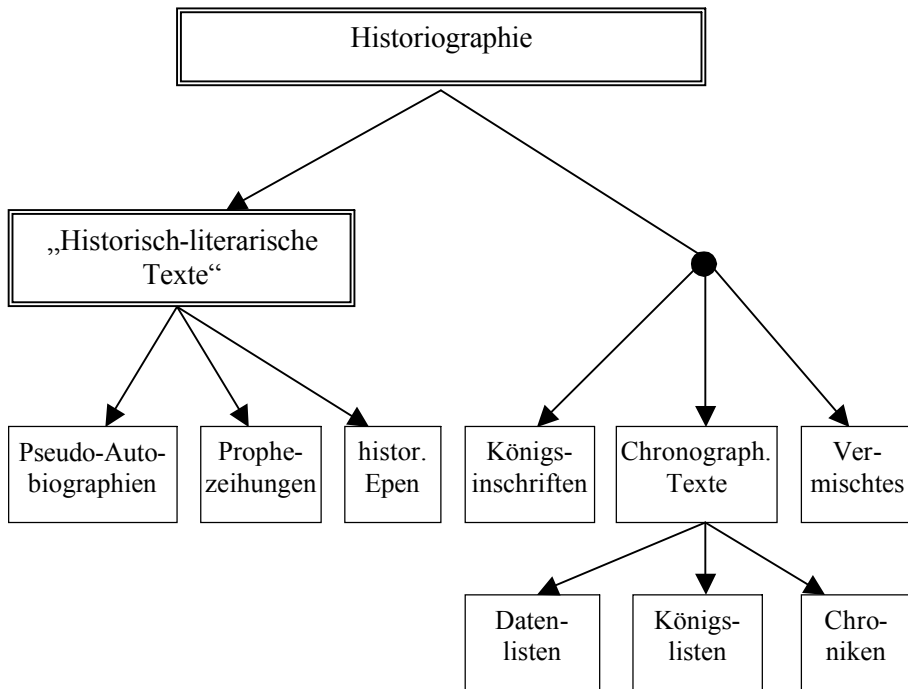 Historiographie
„Historisch-literarische
Texte“
Pseudo-Auto-
biographien
Prophe-
zeihungen
histor.
Epen
Königs-
inschriften
Chronograph.
Texte
Ver-
mischtes
Daten-
listen
Königs-
listen
Chro-
niken